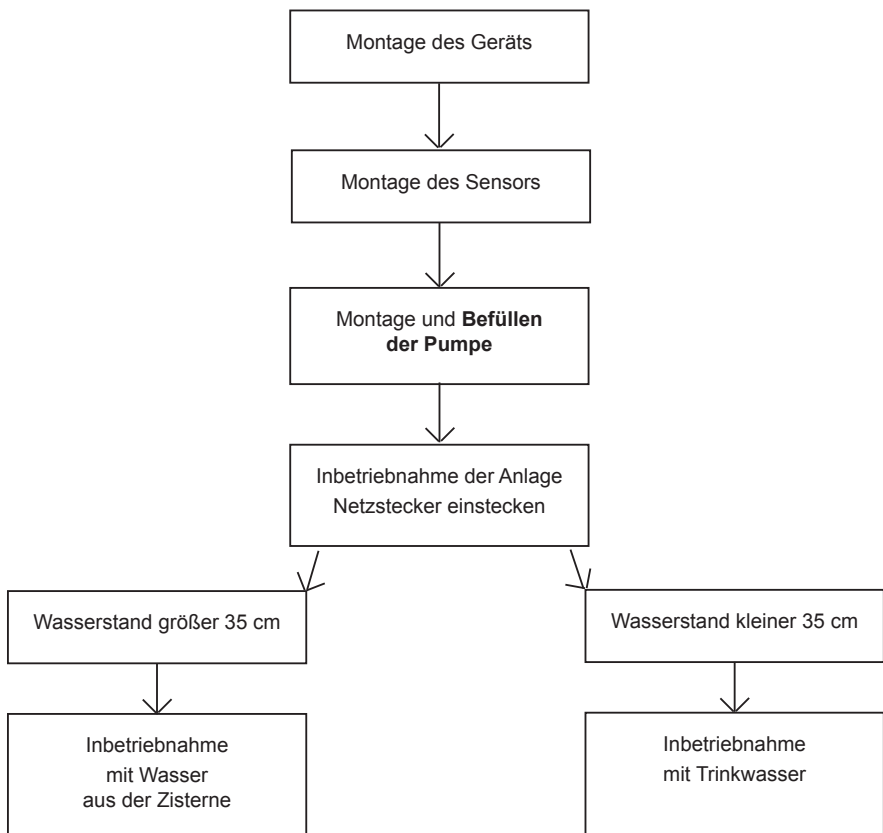 Montage des Geräts
Montage des Sensors
Montage und Befüllen
der Pumpe
Inbetriebnahme der Anlage
Netzstecker einstecken
Wasserstand größer 35 cm
Wasserstand kleiner 35 cm
Inbetriebnahme
mit Wasser
aus der Zisterne
Inbetriebnahme
mit Trinkwasser